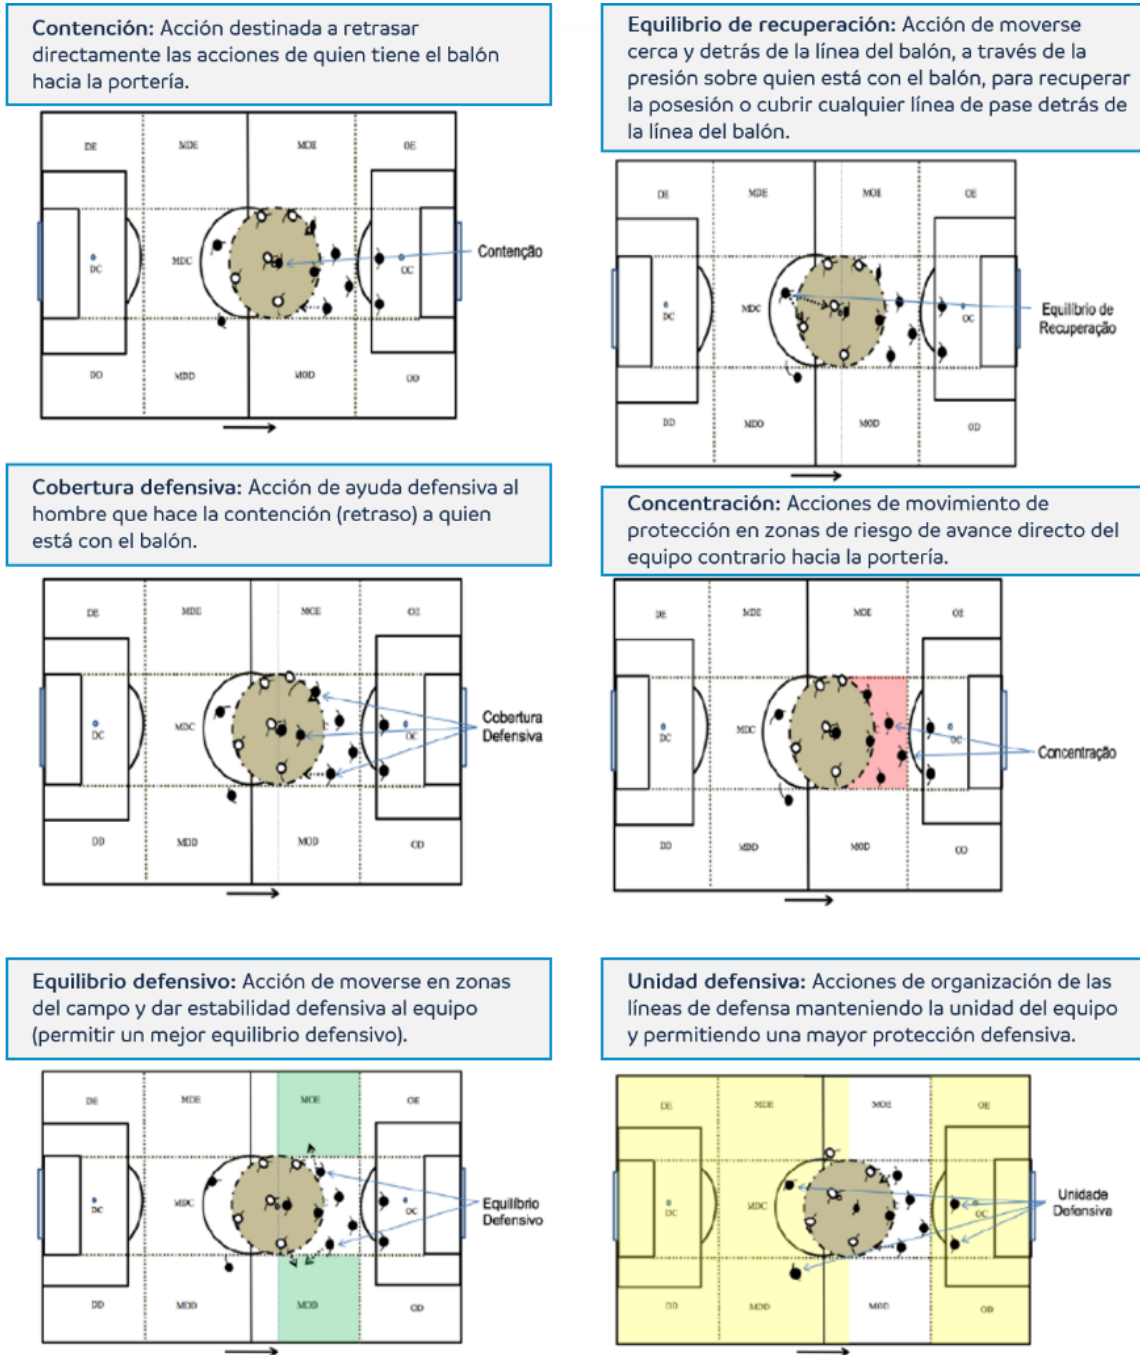 Contención: Acción destinada a retrasar
directamente las acciones de quien tiene el balón
hacia la portería.
DE MDE MOE OE
DC MDC OC
DD MDD MOD OD
Contenção
Equilibrio de recuperación: Acción de moverse
cerca y detrás de la línea del balón, a través de la
presión sobre quien está con el balón, para recuperar
la posesión o cubrir cualquier línea de pase detrás de
la línea del balón.
DE MDE MOE OE
DC MDC OC
DD MDD MOD OD
Equilíbrio de
Recuperação
Cobertura defensiva: Acción de ayuda defensiva al
hombre que hace la contención (retraso) a quien
está con el balón.
DE MDE MOE OE
DC MDC OC
DD MDD MOD OD
Cobertura
Defensiva
Concentración: Acciones de movimiento de
protección en zonas de riesgo de avance directo del
equipo contrario hacia la portería.
DE MDE MOE OE
DC MDC OC
DD MDD MOD OD
Concentração
Equilibrio defensivo: Acción de moverse en zonas
del campo y dar estabilidad defensiva al equipo
(permitir un mejor equilibrio defensivo).
DE MDE MOE OE
DC MDC OC
DD MDD MOD OD
Equilíbrio
Defensivo
Unidad defensiva: Acciones de organización de las
líneas de defensa manteniendo la unidad del equipo
y permitiendo una mayor protección defensiva.
DE MDE MOE OE
DC MDC OC
DD MDD MOD OD
Unidade
Defensiva